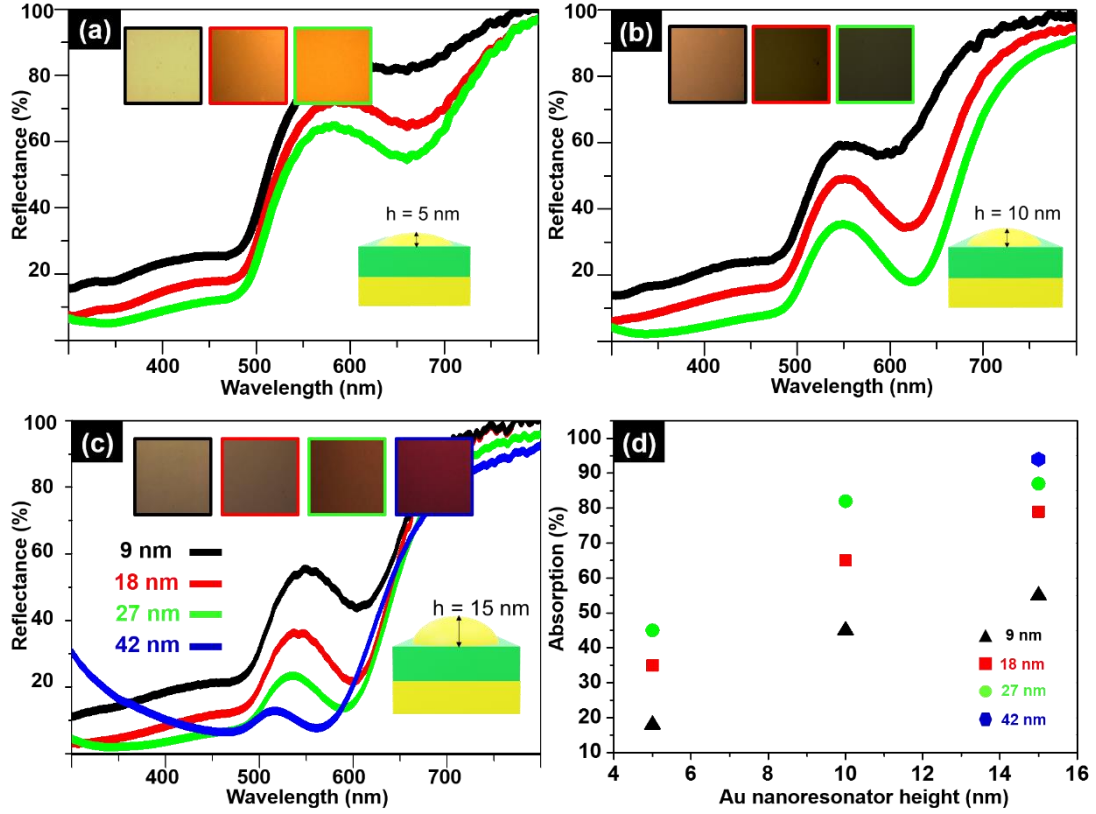 (a)
100
80
60
40
20
Reflectance (%)
h = 5 nm
400 500 600 700
Wavelength (nm)
(b)
100
80
60
40
20
Reflectance (%)
h = 10 nm
400 500 600 700
Wavelength (nm)
(c)
100
80
60
40
20
Reflectance (%)
9 nm
18 nm
27 nm
42 nm
h = 15 nm
400 500 600 700
Wavelength (nm)
(d)
100
90
80
70
60
50
40
30
20
10
Absorption (%)
9 nm
18 nm
27 nm
42 nm
4 6 8 10 12 14 16
Au nanoresonator height (nm)